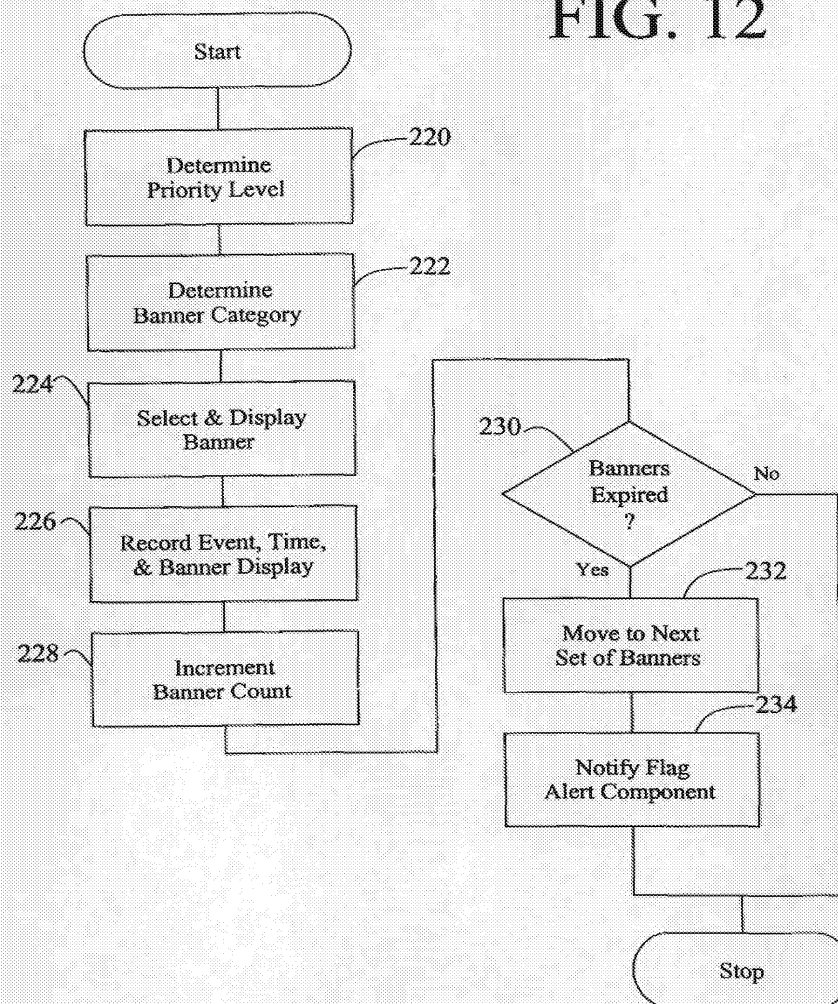 FIG. 12
Start
220
Determine
Priority Level
222
Determine
Banner Category
224
Select & Display
Banner
226
Record Event, Time,
& Banner Display
228
Increment
Banner Count
230
Banners
Expired
?
No
Yes
232
Move to Next
Set of Banners
234
Notify Flag
Alert Component
Stop